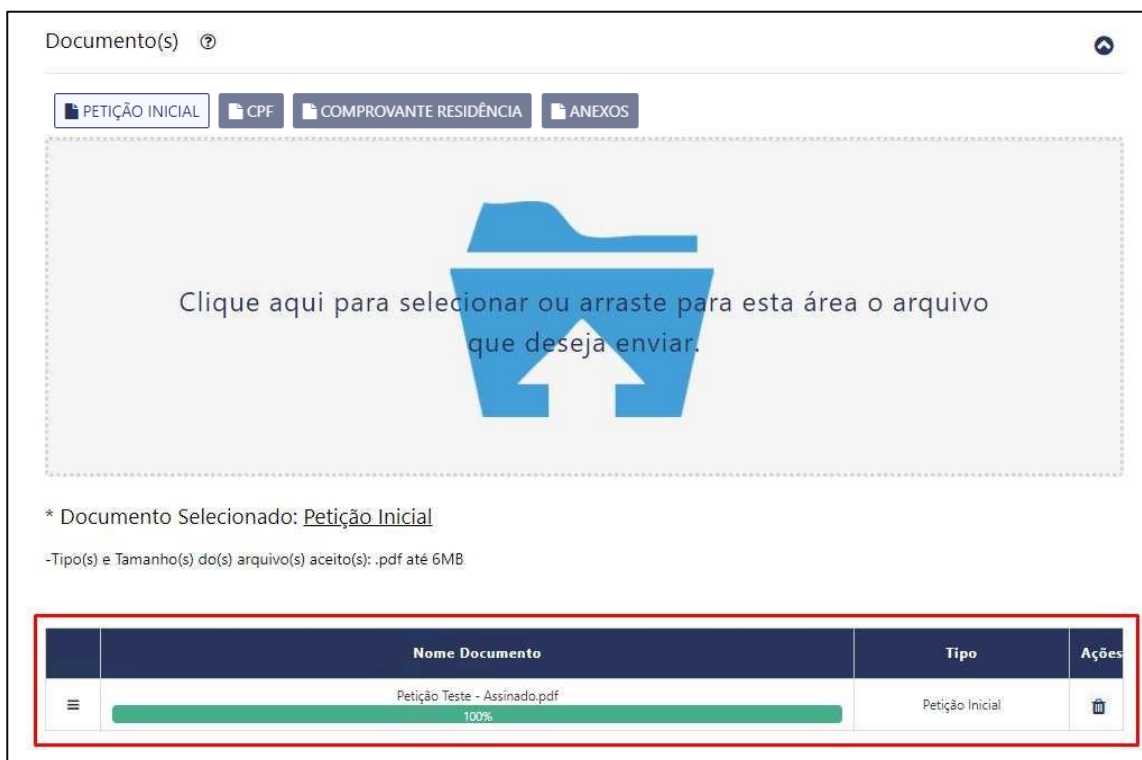 Documento(s)
PETIÇÃO INICIAL CPF COMPROVANTE RESIDÊNCIA ANEXOS
Clique aqui para selecionar ou arraste para esta área o arquivo
que deseja enviar.
* Documento Selecionado: Petição Inicial
-Tipo(s) e Tamanho(s) do(s) arquivo(s) aceito(s): .pdf até 6MB
Nome Documento Tipo Ações
Petição Teste - Assinado.pdf
100%
Petição Inicial